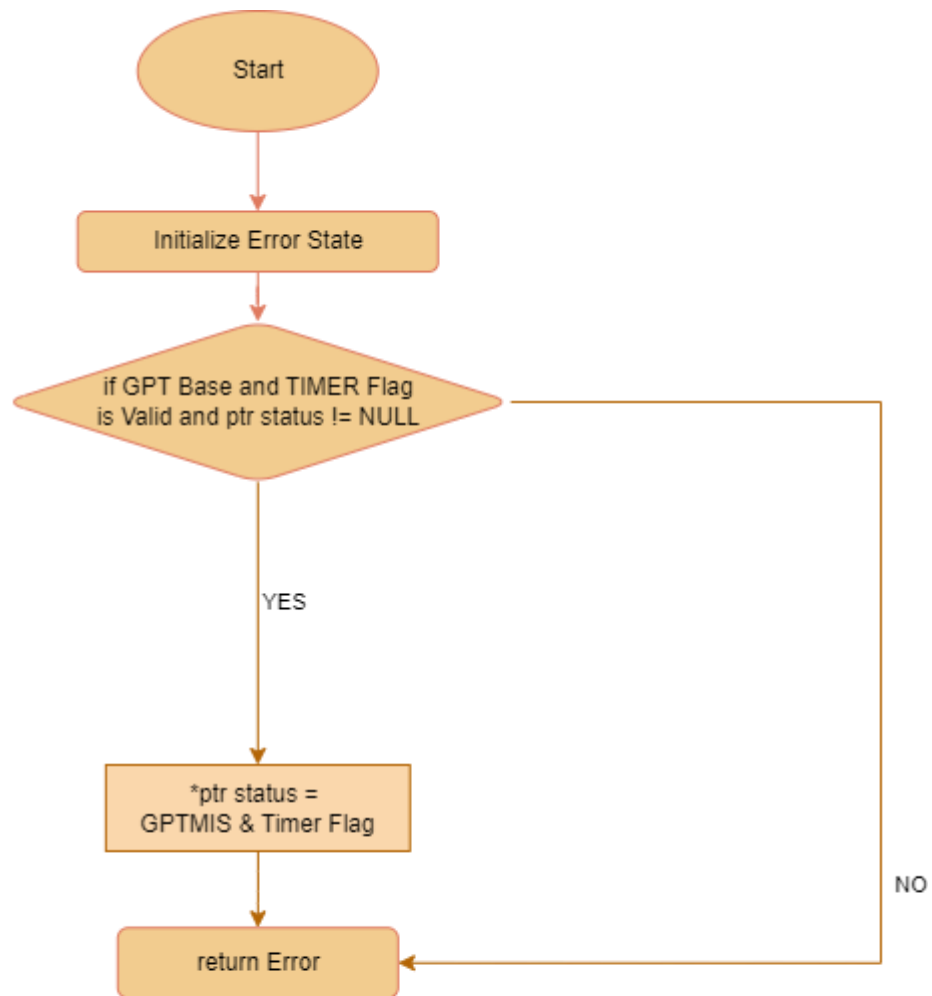 Start
Initialize Error State
if GPT Base and TIMER Flag
is Valid and ptr status != NULL
YES
*ptr status =
GPTMIS & Timer Flag
NO
return Error